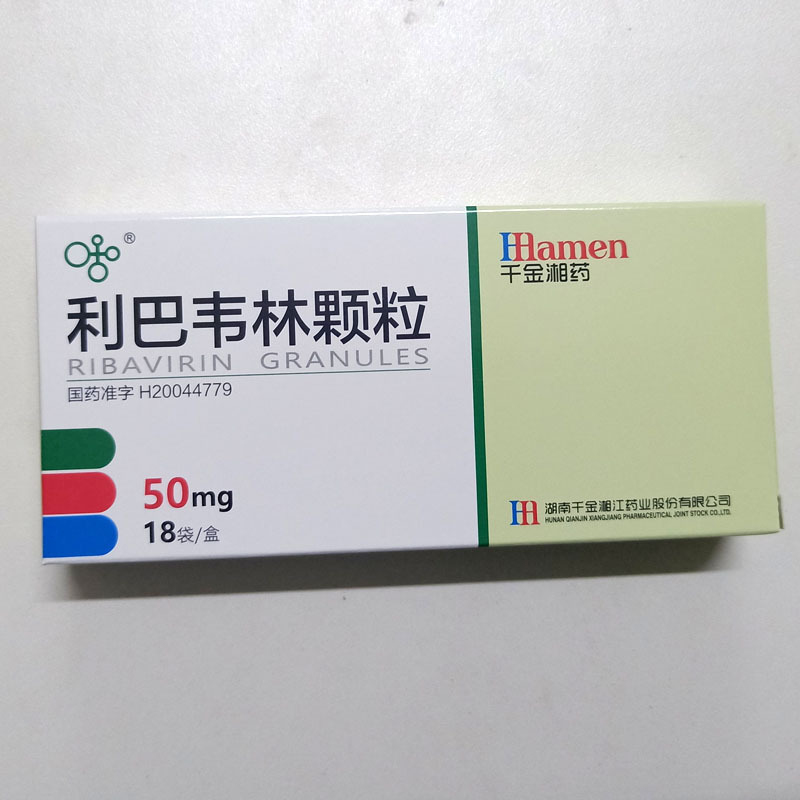 ®
利巴韦林颗粒
RIBAVIRIN GRANULES
国药准字 H20044779
50mg
18袋/盒
Hamen
千金湘药
湖南千金湘江药业股份有限公司
HUNAN QIANJIN XIANGJIANG PHARMACEUTICAL JOINT STOCK CO.,LTD.